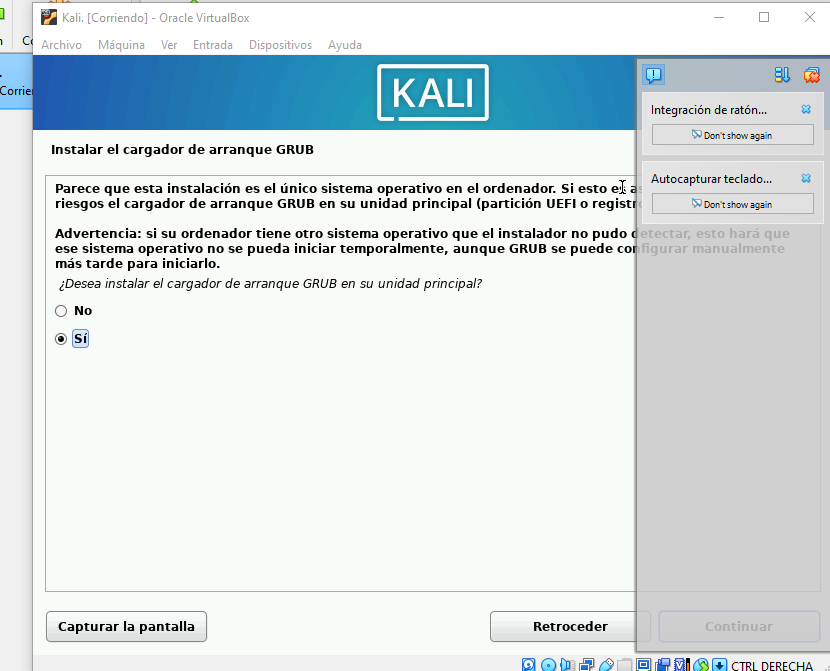 Kali. [Corriendo] - Oracle VirtualBox
Archivo Máquina Ver Entrada Dispositivos Ayuda
Corrie
KALI
Instalar el cargador de arranque GRUB
Integración de ratón...
Don't show again
Autocapturar teclado...
Don't show again
Parece que esta instalación es el único sistema operativo en el ordenador. Si esto es
riesgos el cargador de arranque GRUB en su unidad principal (partición UEFI o registro
Advertencia: si su ordenador tiene otro sistema operativo que el instalador no pudo detectar, esto hará que
ese sistema operativo no se pueda iniciar temporalmente, aunque GRUB se puede configurar manualmente
más tarde para iniciarlo.
¿Desea instalar el cargador de arranque GRUB en su unidad principal?
No
Sí
Capturar la pantalla Retroceder Continuar
CTRL DERECHA